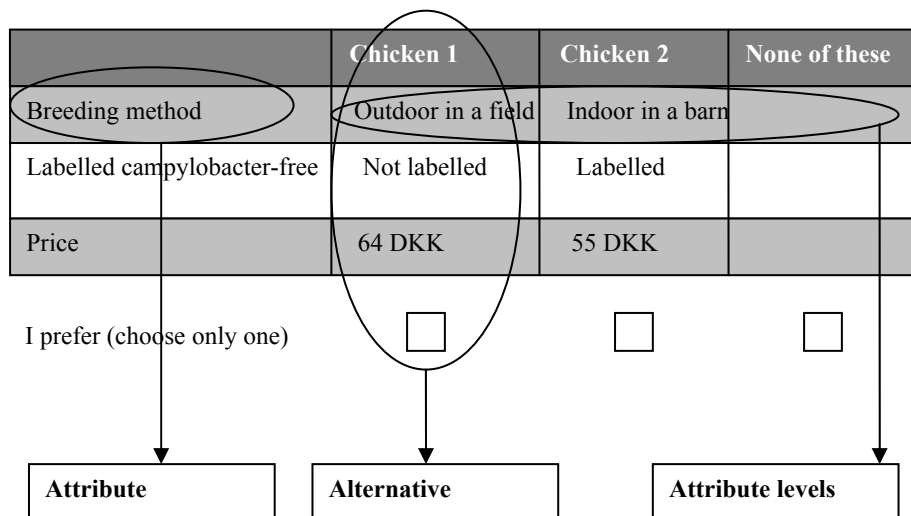 Chicken 1 Chicken 2 None of these
Breeding method Outdoor in a field Indoor in a barn
Labelled campylobacter-free Not labelled Labelled
Price 64 DKK 55 DKK
I prefer (choose only one)
Attribute Alternative Attribute levels